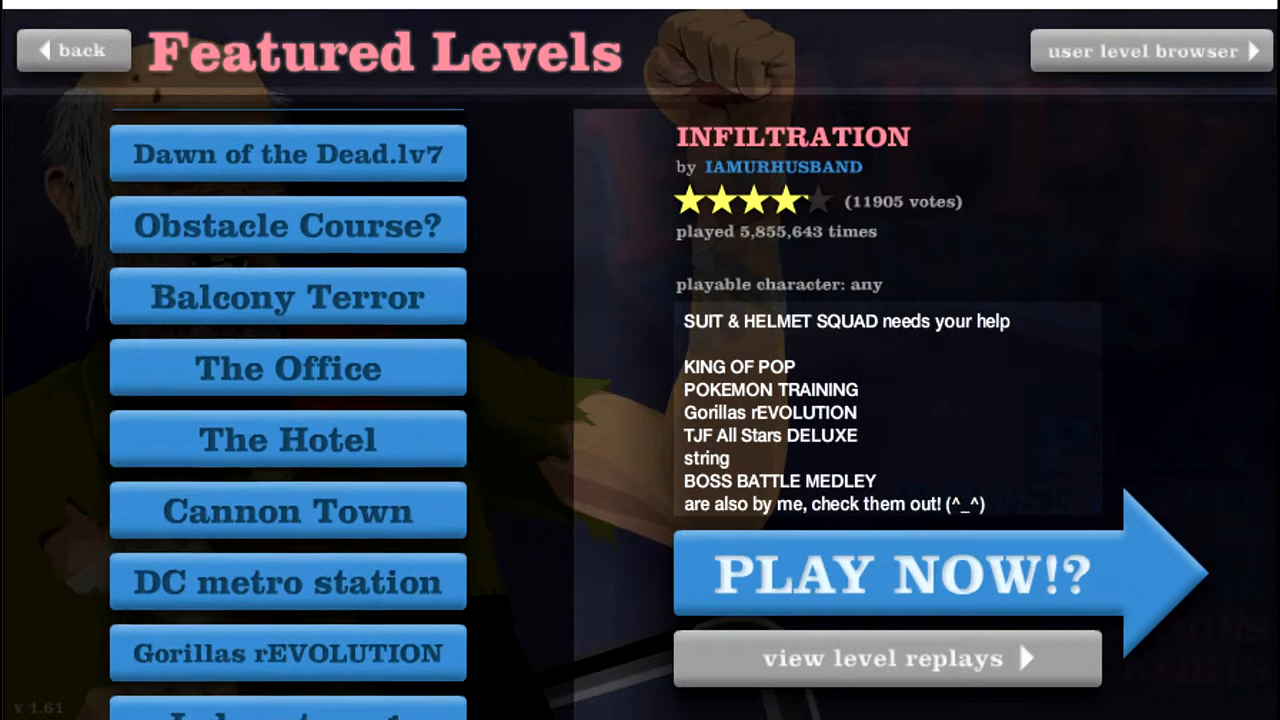 back
Featured Levels
user level browser
Dawn of the Dead.lv7
Obstacle Course?
Balcony Terror
The Office
The Hotel
Cannon Town
DC metro station
Gorillas rEVOLUTION
INFILTRATION
by IAMURHUSBAND
(11905 votes)
played 5,855,643 times
playable character: any
SUIT & HELMET SQUAD needs your help
KING OF POP
POKEMON TRAINING
Gorillas rEVOLUTION
TJF All Stars DELUXE
string
BOSS BATTLE MEDLEY
are also by me, check them out! (^_^)
PLAY NOW!?
view level replays
v 1.61